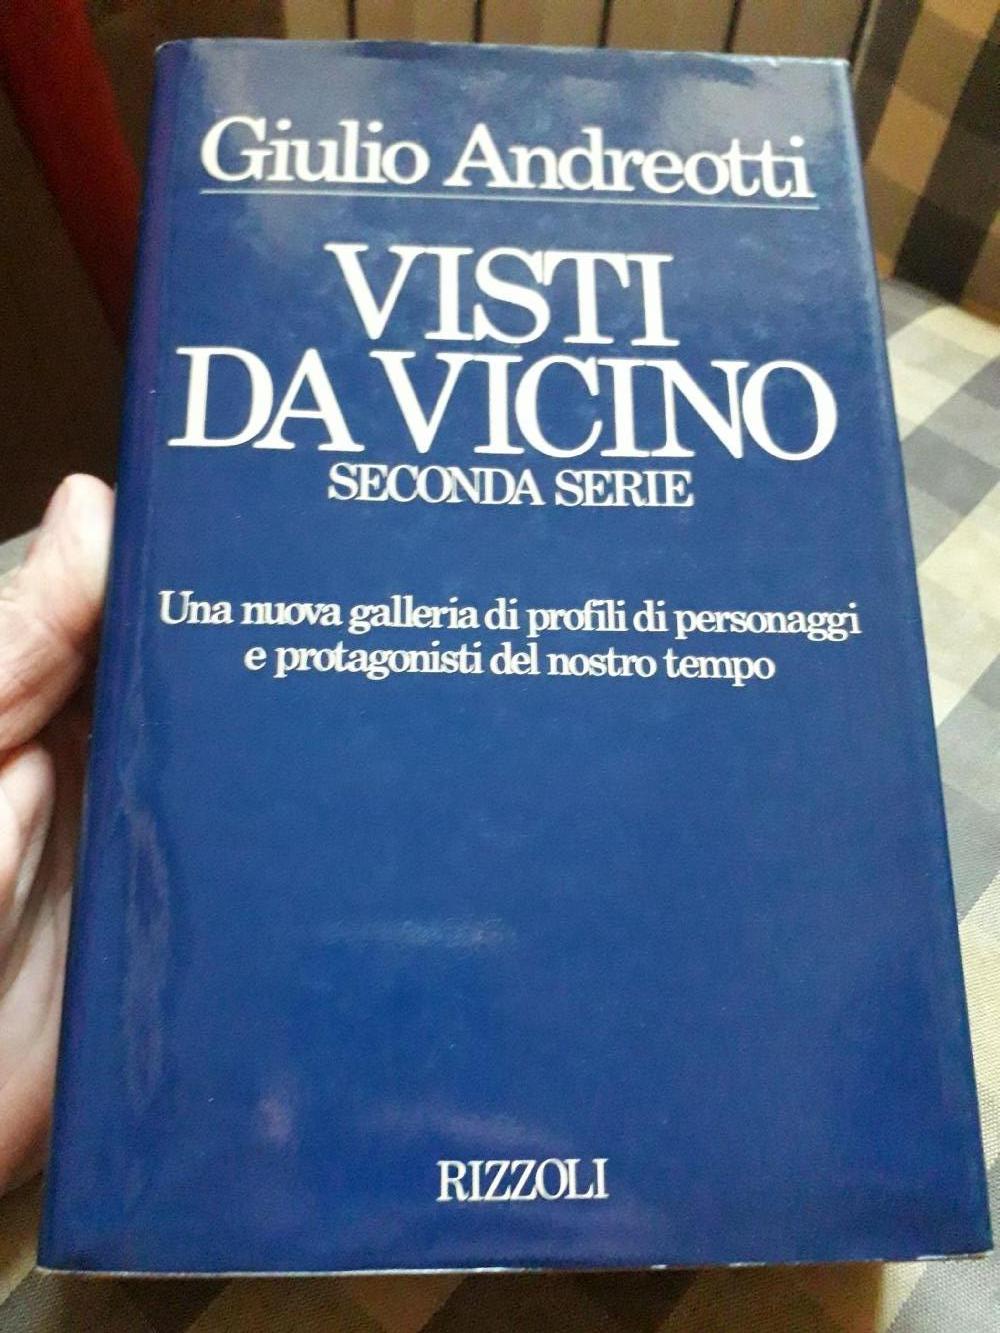 Giulio Andreotti
VISTI
DA VICINO
SECONDA SERIE
Una nuova galleria di profili di personaggi
e protagonisti del nostro tempo
RIZZOLI